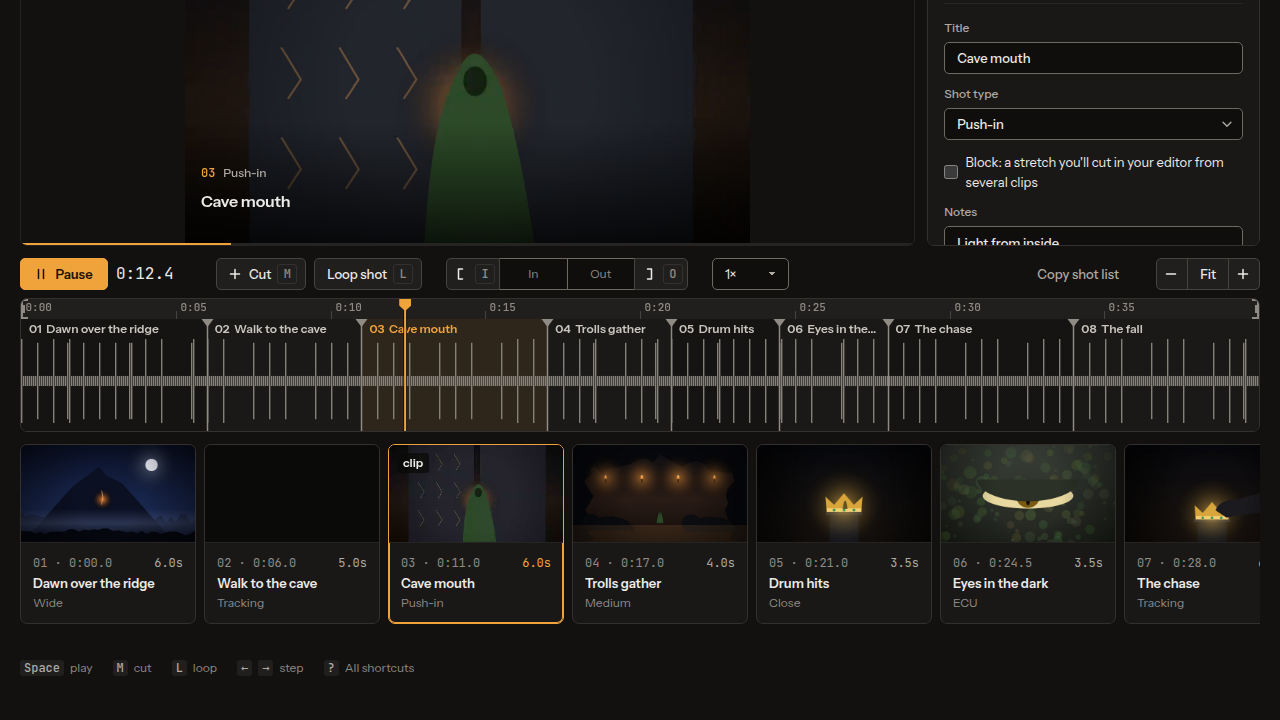 Title
Cave mouth
Shot type
Push-in
Block: a stretch you'll cut in your editor from
several clips
Notes
Light from inside
03 Push-in
Cave mouth
Pause 0:12.4 Cut M Loop shot L [ I In Out ] O 1× Copy shot list − Fit +
0:00 0:05 0:10 0:15 0:20 0:25 0:30 0:35
01 Dawn over the ridge 02 Walk to the cave 03 Cave mouth 04 Trolls gather 05 Drum hits 06 Eyes in the... 07 The chase 08 The fall
clip
01 · 0:00.0 6.0s
Dawn over the ridge
Wide
02 · 0:06.0 5.0s
Walk to the cave
Tracking
03 · 0:11.0 6.0s
Cave mouth
Push-in
04 · 0:17.0 4.0s
Trolls gather
Medium
05 · 0:21.0 3.5s
Drum hits
Close
06 · 0:24.5 3.5s
Eyes in the dark
ECU
07 · 0:28.0
The chase
Tracking
Space play M cut L loop ← → step ? All shortcuts